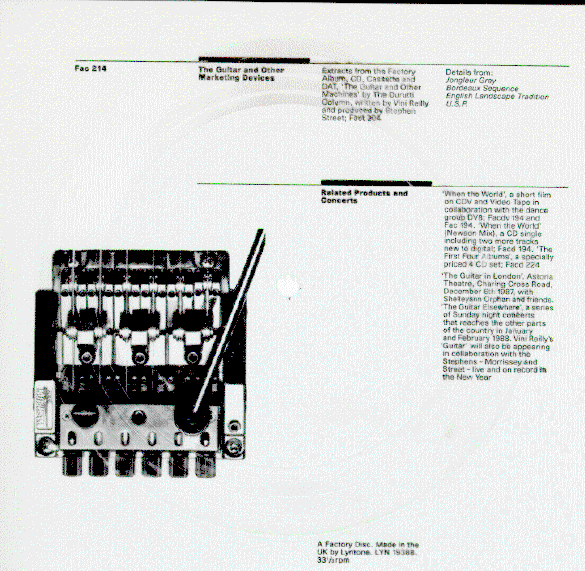 Fac 214
The Guitar and Other
Marketing Devices
Extracts from the Factory
Album, CD, Cassette and
DAT, 'The Guitar and Other
Machines' by The Durutti
Column, written by Vini Reilly
and produced by Stephen
Street; Fact 204
Details from:
Jongleur Grey
Bordeaux Sequence
English Landscape Tradition
U.S.P.
Related Products and
Concerts
'When the World', a short film
on CDV and Video Tape in
collaboration with the dance
group DV8; Facdv 194 and
Fac 194. 'When the World'
(Newson Mix), a CD single
including two more tracks
new to digital; Facd 194. 'The
First Four Albums', a specially
priced 4 CD set; Facd 224
'The Guitar in London', Astoria
Theatre, Charing Cross Road,
December 6th 1987, with
Shelleyann Orphan and friends.
'The Guitar Elsewhere', a series
of Sunday night concerts
that reaches the other parts
of the country in January
and February 1988. Vini Reilly's
'Guitar' will also be appearing
in collaboration with the
Stephens – Morrissey and
Street – live and on record in
the New Year
A Factory Disc. Made in the
UK by Lyntone. LYN 19388.
33⅓rpm